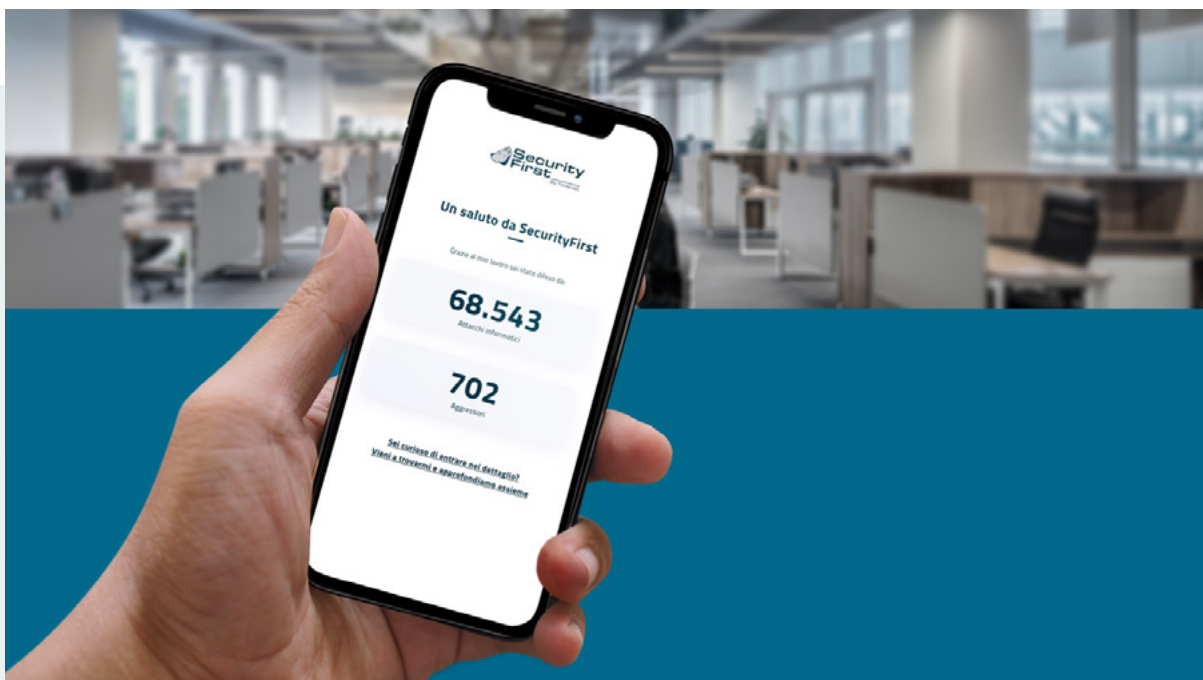 Security
First
Un saluto da SecurityFirst
Grazie al mio lavoro sei stato difeso da:
68.543
Attacchi informatici
702
Aggressori
Sei curioso di entrare nel dettaglio?
Vieni a trovarmi e approfondiamo assieme